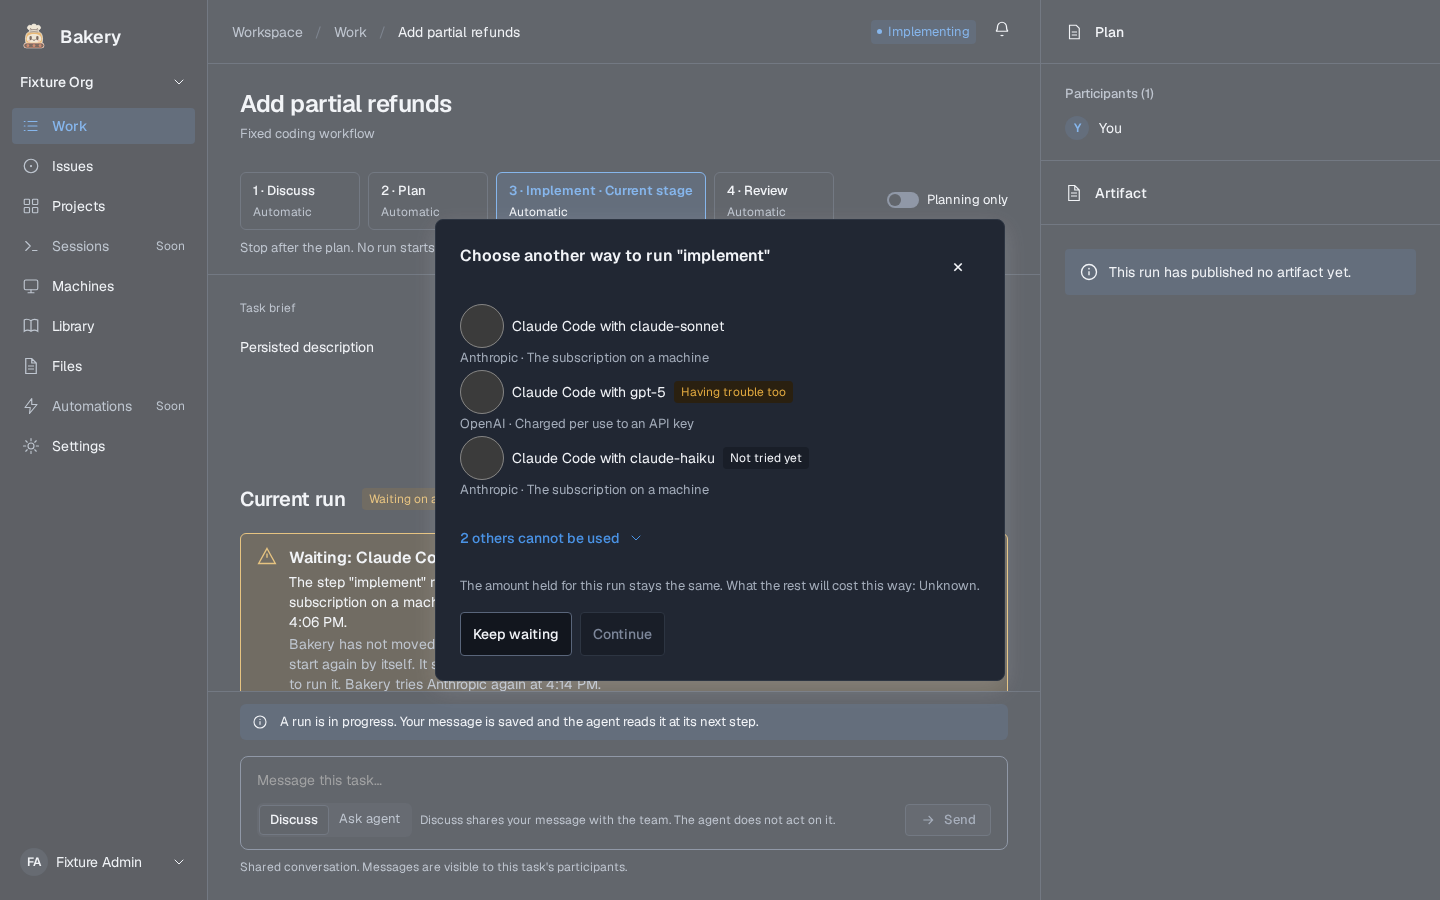 Bakery
Fixture Org
Work
Issues
Projects
Sessions Soon
Machines
Library
Files
Automations Soon
Settings
FA Fixture Admin
Workspace / Work / Add partial refunds
Implementing
Add partial refunds
Fixed coding workflow
1 · Discuss
Automatic
2 · Plan
Automatic
3 · Implement · Current stage
Automatic
4 · Review
Automatic
Planning only
Stop after the plan. No run starts
Task brief
Persisted description
Current run
Waiting on a
Waiting: Claude Co
The step "implement" r
subscription on a mach
4:06 PM.
Bakery has not moved
start again by itself. It s
to run it. Bakery tries Anthropic again at 4:14 PM.
Choose another way to run "implement"
Claude Code with claude-sonnet
Anthropic · The subscription on a machine
Claude Code with gpt-5 Having trouble too
OpenAI · Charged per use to an API key
Claude Code with claude-haiku Not tried yet
Anthropic · The subscription on a machine
2 others cannot be used
The amount held for this run stays the same. What the rest will cost this way: Unknown.
Keep waiting
Continue
A run is in progress. Your message is saved and the agent reads it at its next step.
Message this task...
Discuss
Ask agent
Discuss shares your message with the team. The agent does not act on it.
Send
Shared conversation. Messages are visible to this task's participants.
Plan
Participants (1)
Y You
Artifact
This run has published no artifact yet.